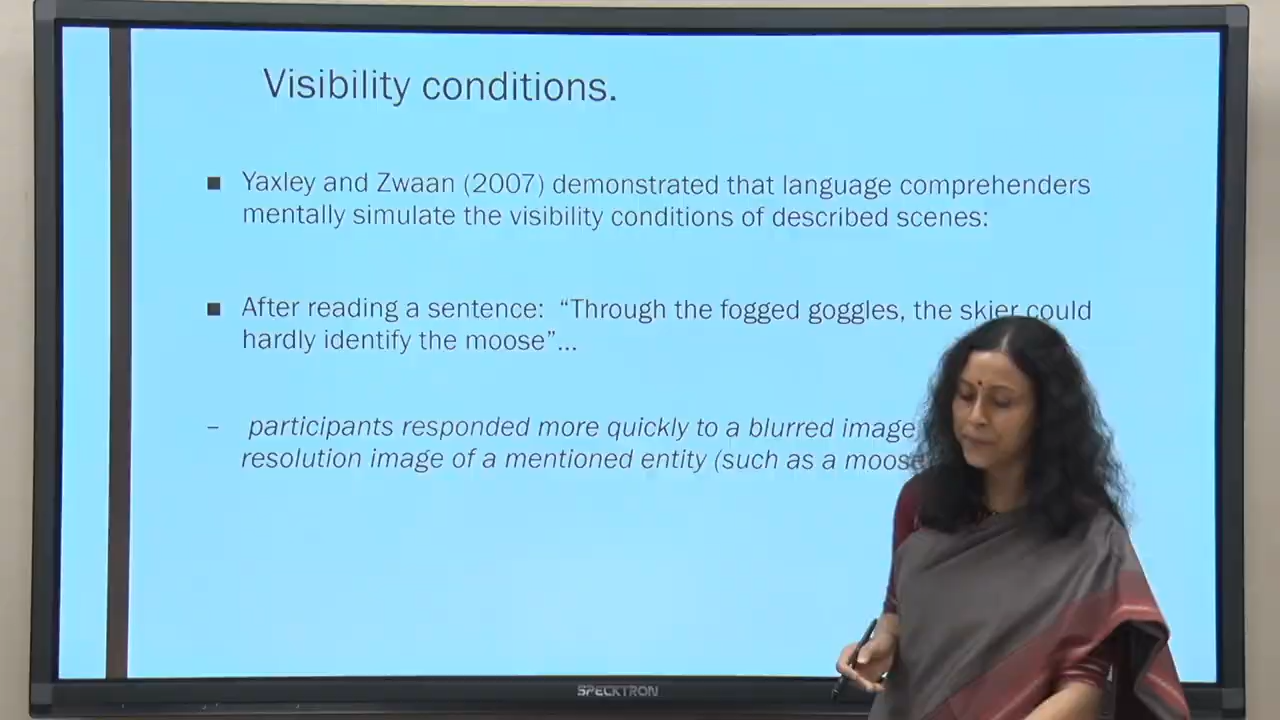 Visibility conditions.
■ Yaxley and Zwaan (2007) demonstrated that language comprehenders
mentally simulate the visibility conditions of described scenes:
■ After reading a sentence: “Through the fogged goggles, the skier could
hardly identify the moose”...
– participants responded more quickly to a blurred image
resolution image of a mentioned entity (such as a moose
SPECKTRON